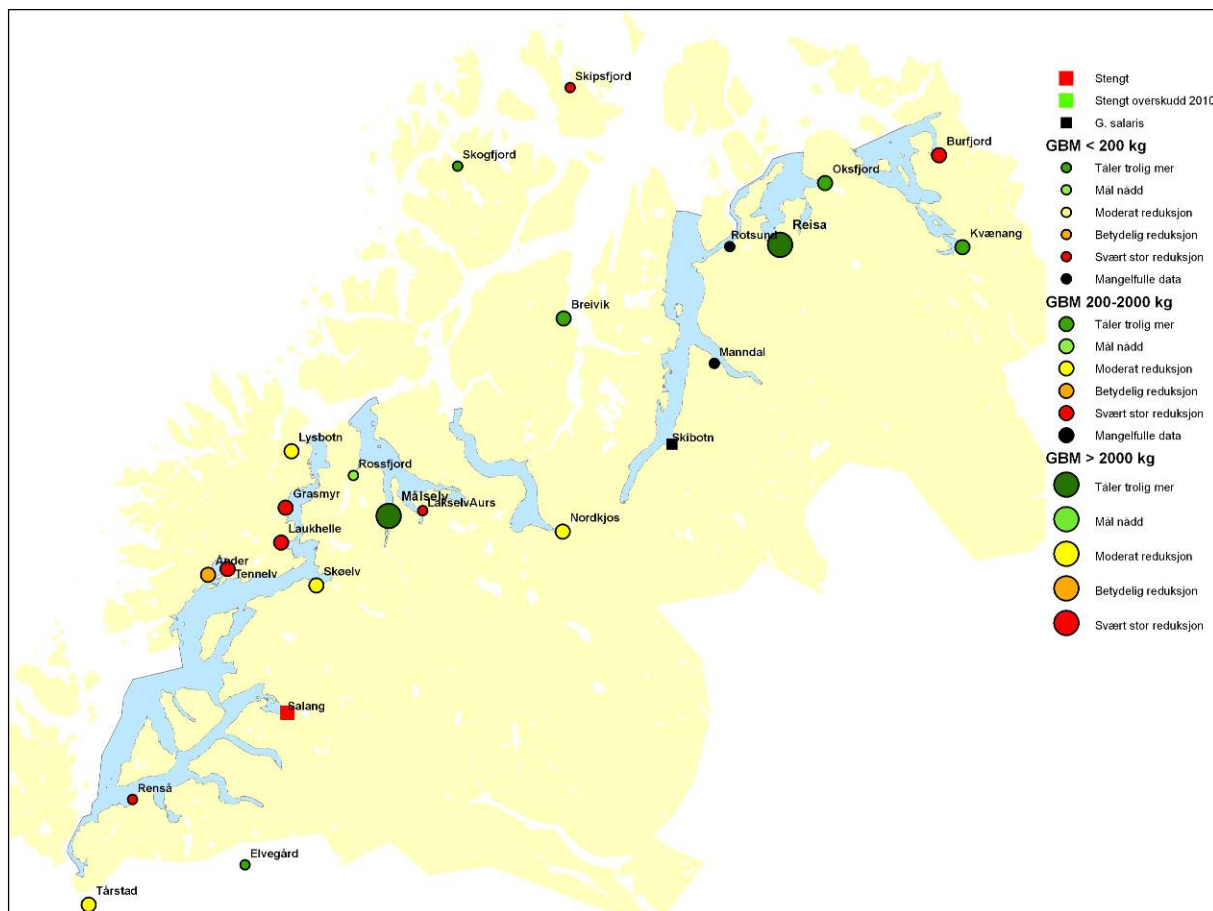 Skipsfjord
Skogfjord
Burfjord
Oksfjord
Reisa
Rotsund
Kvænang
Breivik
Manndal
Lysbotn
Skibotn
Rossfjord
Grasmyr
Målselv
LakselvAurs
Nordkjos
Laukhelle
Ånder
Tennelv
Skøelv
Salang
Renså
Elvegård
Tårstad
Stengt
Stengt overskudd 2010
G. salaris
GBM < 200 kg
Tåler trolig mer
Mål nådd
Moderat reduksjon
Betydelig reduksjon
Svært stor reduksjon
Mangelfulle data
GBM 200-2000 kg
Tåler trolig mer
Mål nådd
Moderat reduksjon
Betydelig reduksjon
Svært stor reduksjon
Mangelfulle data
GBM > 2000 kg
Tåler trolig mer
Mål nådd
Moderat reduksjon
Betydelig reduksjon
Svært stor reduksjon